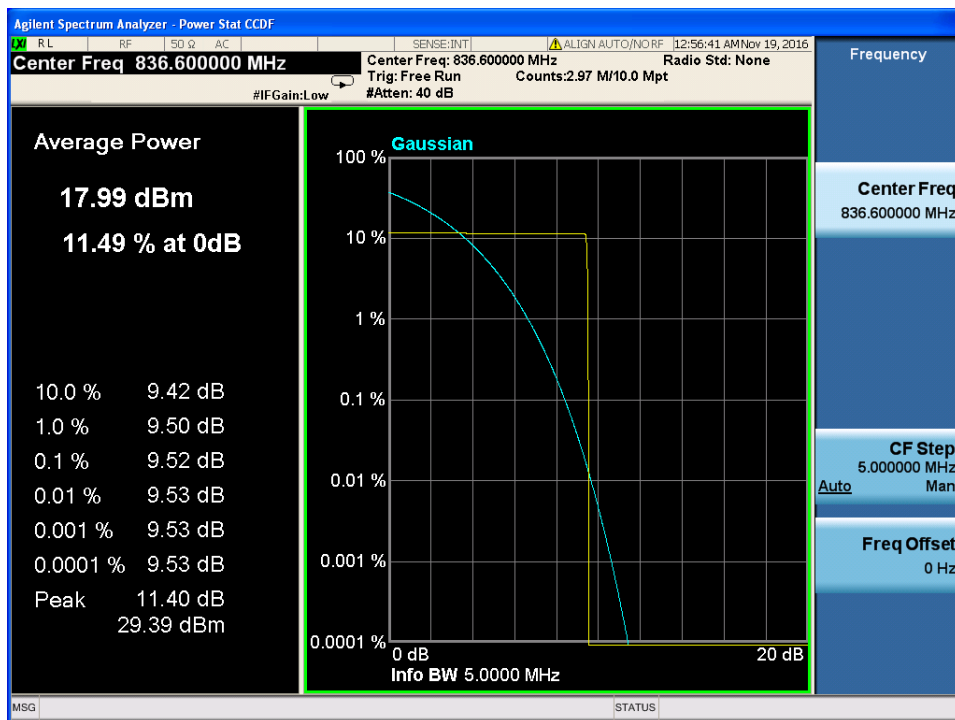 Agilent Spectrum Analyzer - Power Stat CCDF
LXI RL RF 50 Ω AC SENSE:INT ALIGN AUTO/NO RF 12:56:41 AM Nov 19, 2016
Center Freq 836.600000 MHz
#IFGain:Low
Center Freq: 836.600000 MHz Radio Std: None
Trig: Free Run Counts:2.97 M/10.0 Mpt
#Atten: 40 dB
Average Power
17.99 dBm
11.49 % at 0dB
10.0 % 9.42 dB
1.0 % 9.50 dB
0.1 % 9.52 dB
0.01 % 9.53 dB
0.001 % 9.53 dB
0.0001 % 9.53 dB
Peak 11.40 dB
29.39 dBm
Gaussian
100 %
10 %
1 %
0.1 %
0.01 %
0.001 %
0.0001 %
0 dB 20 dB
Info BW 5.0000 MHz
Frequency
Center Freq
836.600000 MHz
CF Step
5.000000 MHz
Auto Man
Freq Offset
0 Hz
MSG STATUS